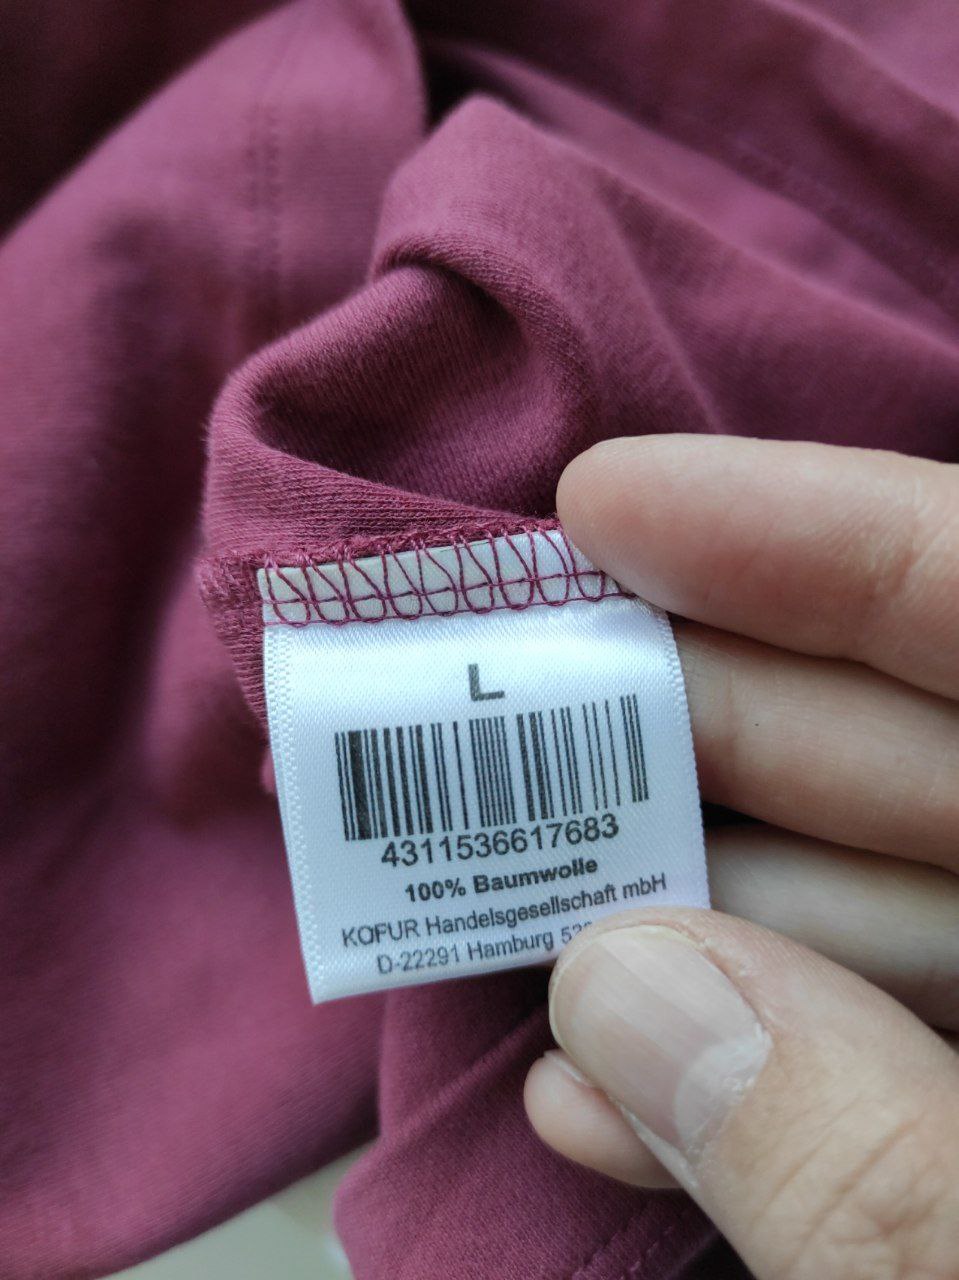 L
4311536617683
100% Baumwolle
KOFUR Handelsgesellschaft mbH
D-22291 Hamburg